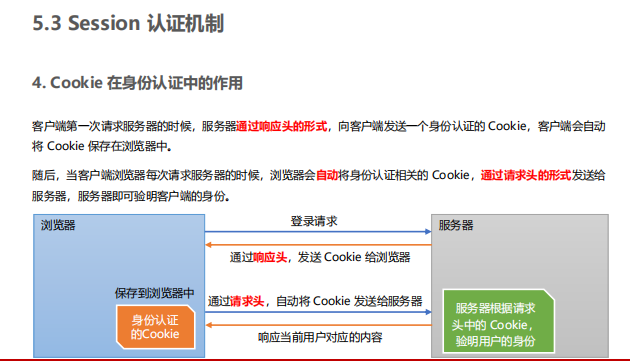 5.3 Session 认证机制
4. Cookie 在身份认证中的作用
客户端第一次请求服务器的时候，服务器通过响应头的形式，向客户端发送一个身份认证的 Cookie，客户端会自动
将 Cookie 保存在浏览器中。
随后，当客户端浏览器每次请求服务器的时候，浏览器会自动将身份认证相关的 Cookie，通过请求头的形式发送给
服务器，服务器即可验明客户端的身份。
浏览器
登录请求
服务器
通过响应头，发送 Cookie 给浏览器
保存到浏览器中
通过请求头，自动将 Cookie 发送给服务器
身份认证
的Cookie
服务器根据请求
头中的 Cookie，
验明用户的身份
响应当前用户对应的内容